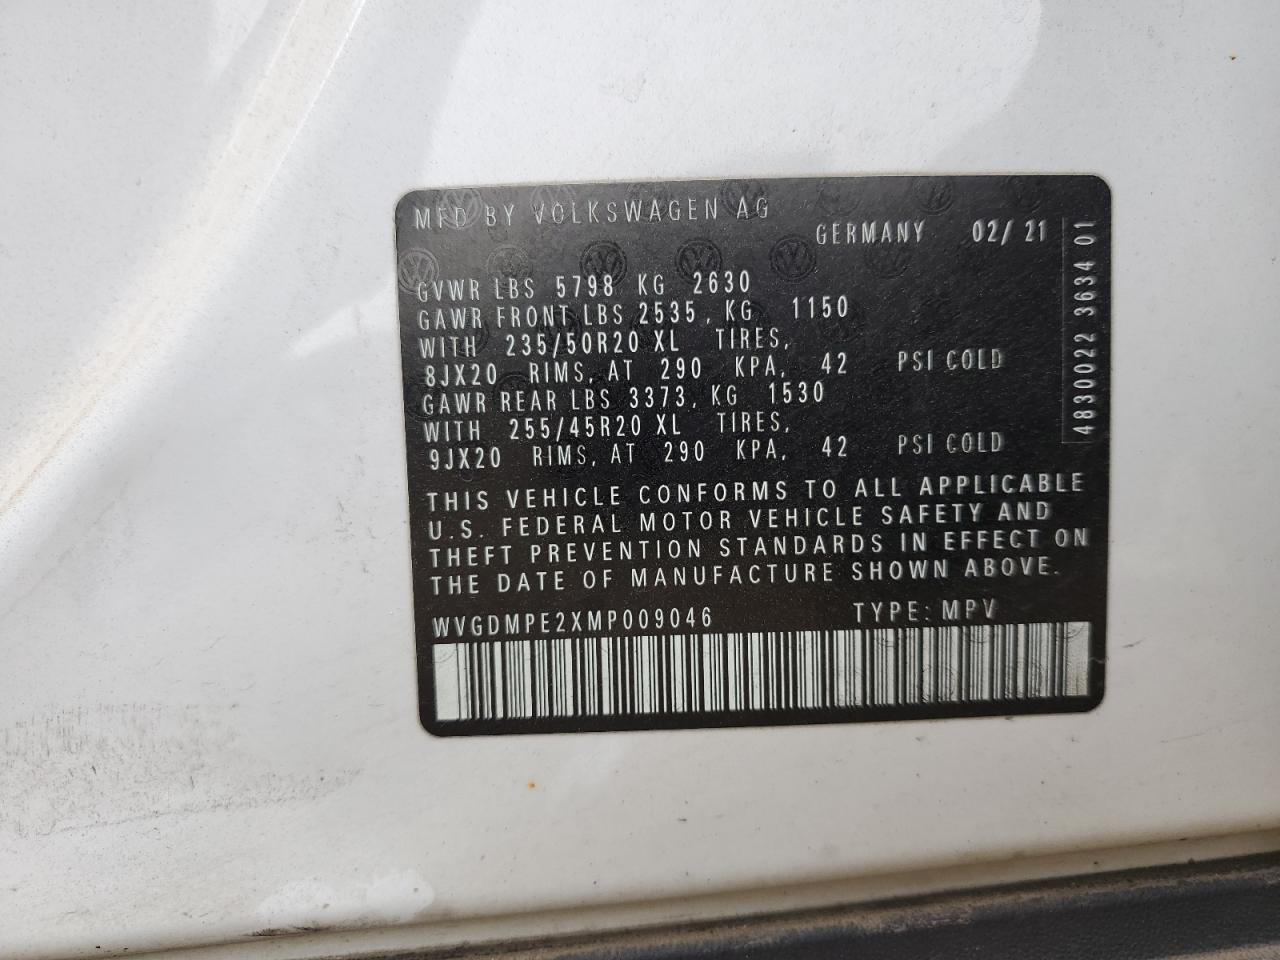 MFD BY VOLKSWAGEN AG
GERMANY 02/ 21
GVWR LBS 5798 KG 2630
GAWR FRONT LBS 2535, KG 1150
WITH 235/50R20 XL TIRES,
8JX20 RIMS, AT 290 KPA, 42 PSI COLD
GAWR REAR LBS 3373, KG 1530
WITH 255/45R20 XL TIRES,
9JX20 RIMS, AT 290 KPA, 42 PSI COLD
THIS VEHICLE CONFORMS TO ALL APPLICABLE
U.S. FEDERAL MOTOR VEHICLE SAFETY AND
THEFT PREVENTION STANDARDS IN EFFECT ON
THE DATE OF MANUFACTURE SHOWN ABOVE.
WVGDMPE2XMP009046 TYPE: MPV
4830022 3634 01